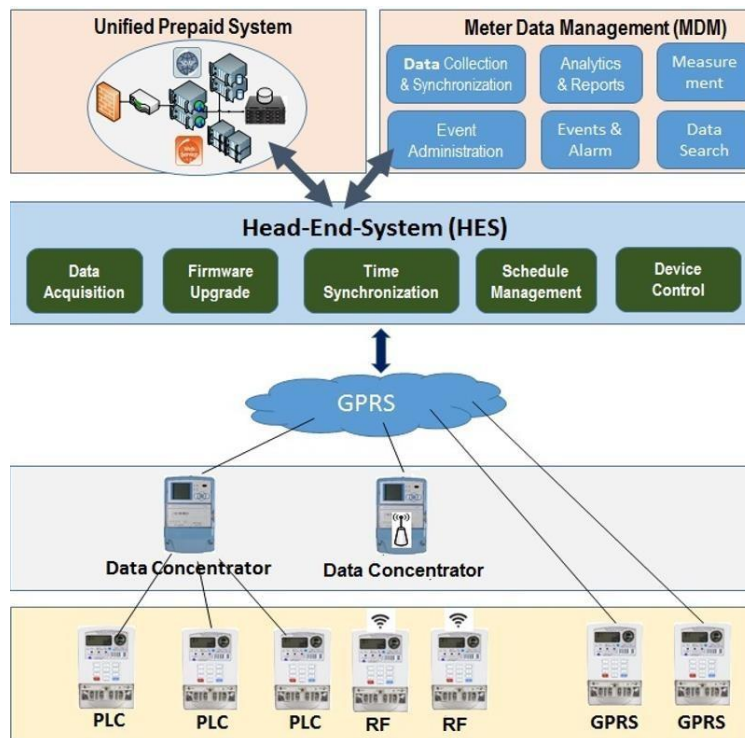 Unified Prepaid System
Meter Data Management (MDM)
Data Collection
& Synchronization
Analytics
& Reports
Measure
ment
Event
Administration
Events &
Alarm
Data
Search
Head-End-System (HES)
Data
Acquisition
Firmware
Upgrade
Time
Synchronization
Schedule
Management
Device
Control
GPRS
Data Concentrator
Data Concentrator
PLC
PLC
PLC
RF
RF
GPRS
GPRS